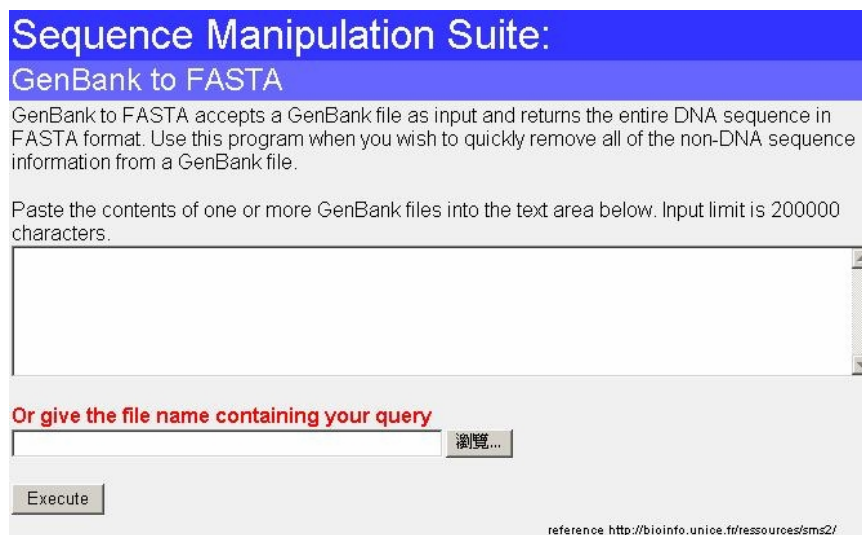 Sequence Manipulation Suite:
GenBank to FASTA
GenBank to FASTA accepts a GenBank file as input and returns the entire DNA sequence in
FASTA format. Use this program when you wish to quickly remove all of the non-DNA sequence
information from a GenBank file.
Paste the contents of one or more GenBank files into the text area below. Input limit is 200000
characters.
Or give the file name containing your query
瀏覽...
Execute
reference http://bioinfo.unice.fr/ressources/sms2/